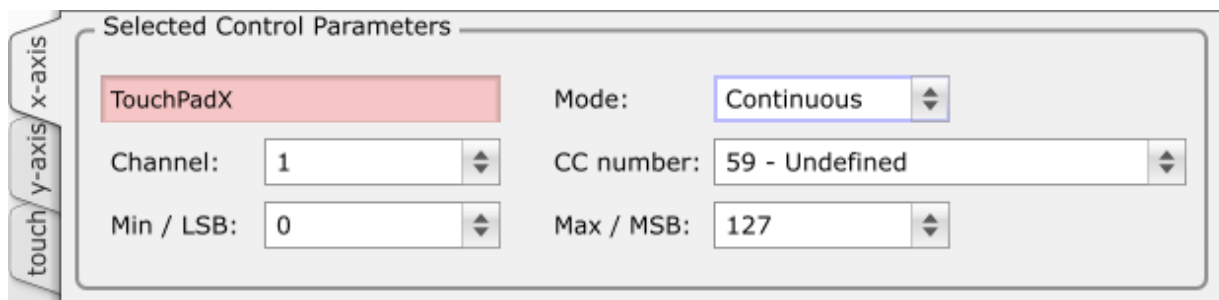 Selected Control Parameters
x-axis
y-axis
touch
TouchPadX
Mode: Continuous
Channel: 1
CC number: 59 - Undefined
Min / LSB: 0
Max / MSB: 127